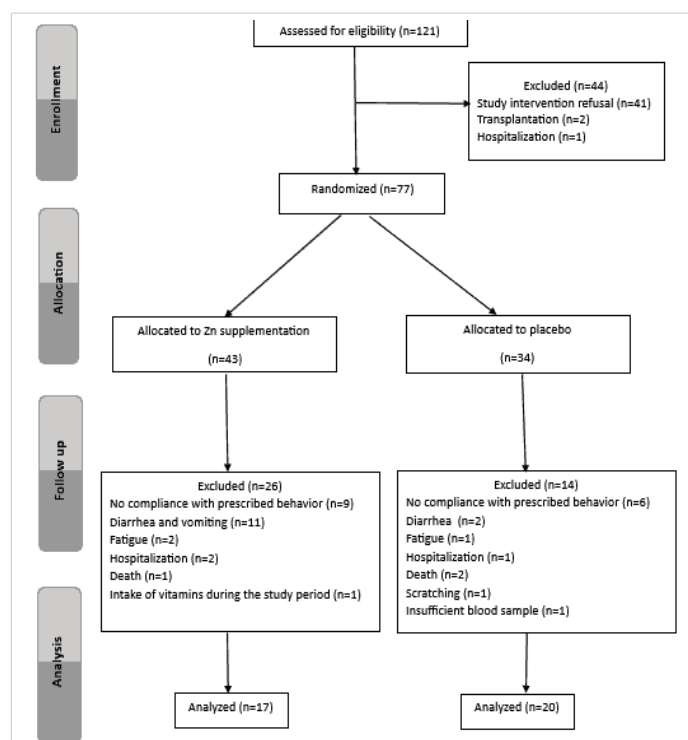 Assessed for eligibility (n=121)
Enrollment
Excluded (n=44)
Study intervention refusal (n=41)
Transplantation (n=2)
Hospitalization (n=1)
Randomized (n=77)
Allocation
Allocated to Zn supplementation
(n=43)
Allocated to placebo
(n=34)
Follow up
Excluded (n=26)
No compliance with prescribed behavior (n=9)
Diarrhea and vomiting (n=11)
Fatigue (n=2)
Hospitalization (n=2)
Death (n=1)
Intake of vitamins during the study period (n=1)
Excluded (n=14)
No compliance with prescribed behavior (n=6)
Diarrhea (n=2)
Fatigue (n=1)
Hospitalization (n=1)
Death (n=2)
Scratching (n=1)
Insufficient blood sample (n=1)
Analysis
Analyzed (n=17)
Analyzed (n=20)